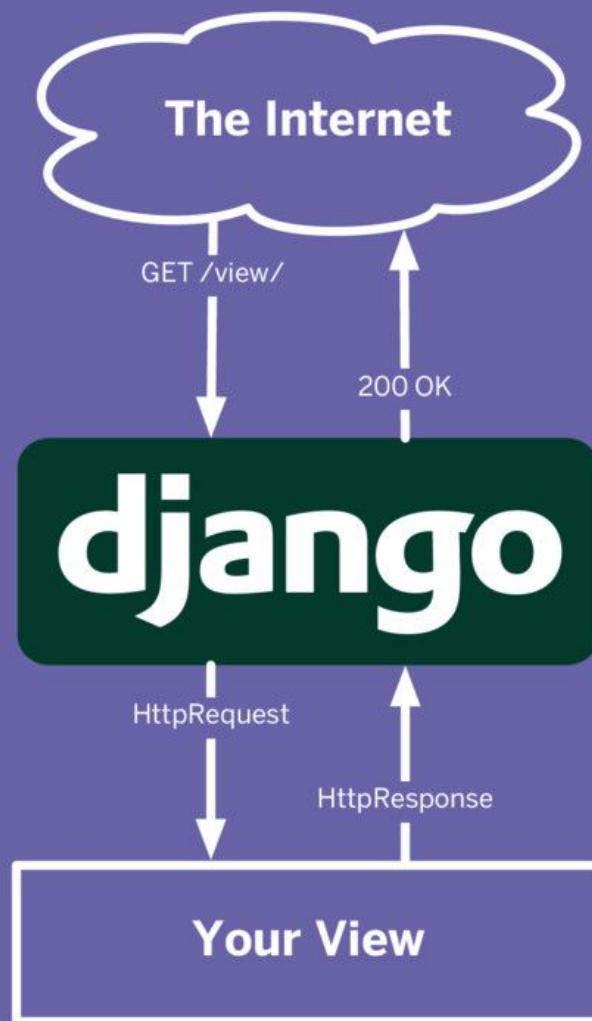 The Internet
GET /view/
200 OK
django
HttpRequest
HttpResponse
Your View